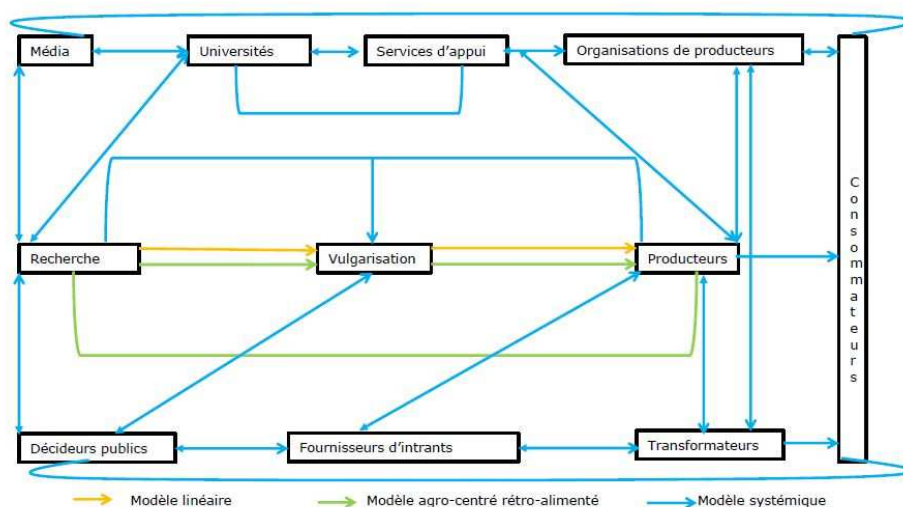 Média
Universités
Services d'appui
Organisations de producteurs
Consommateurs
Recherche
Vulgarisation
Producteurs
Décideurs publics
Fournisseurs d'intrants
Transformateurs
Modèle linéaire
Modèle agro-centré rétro-alimenté
Modèle systémique